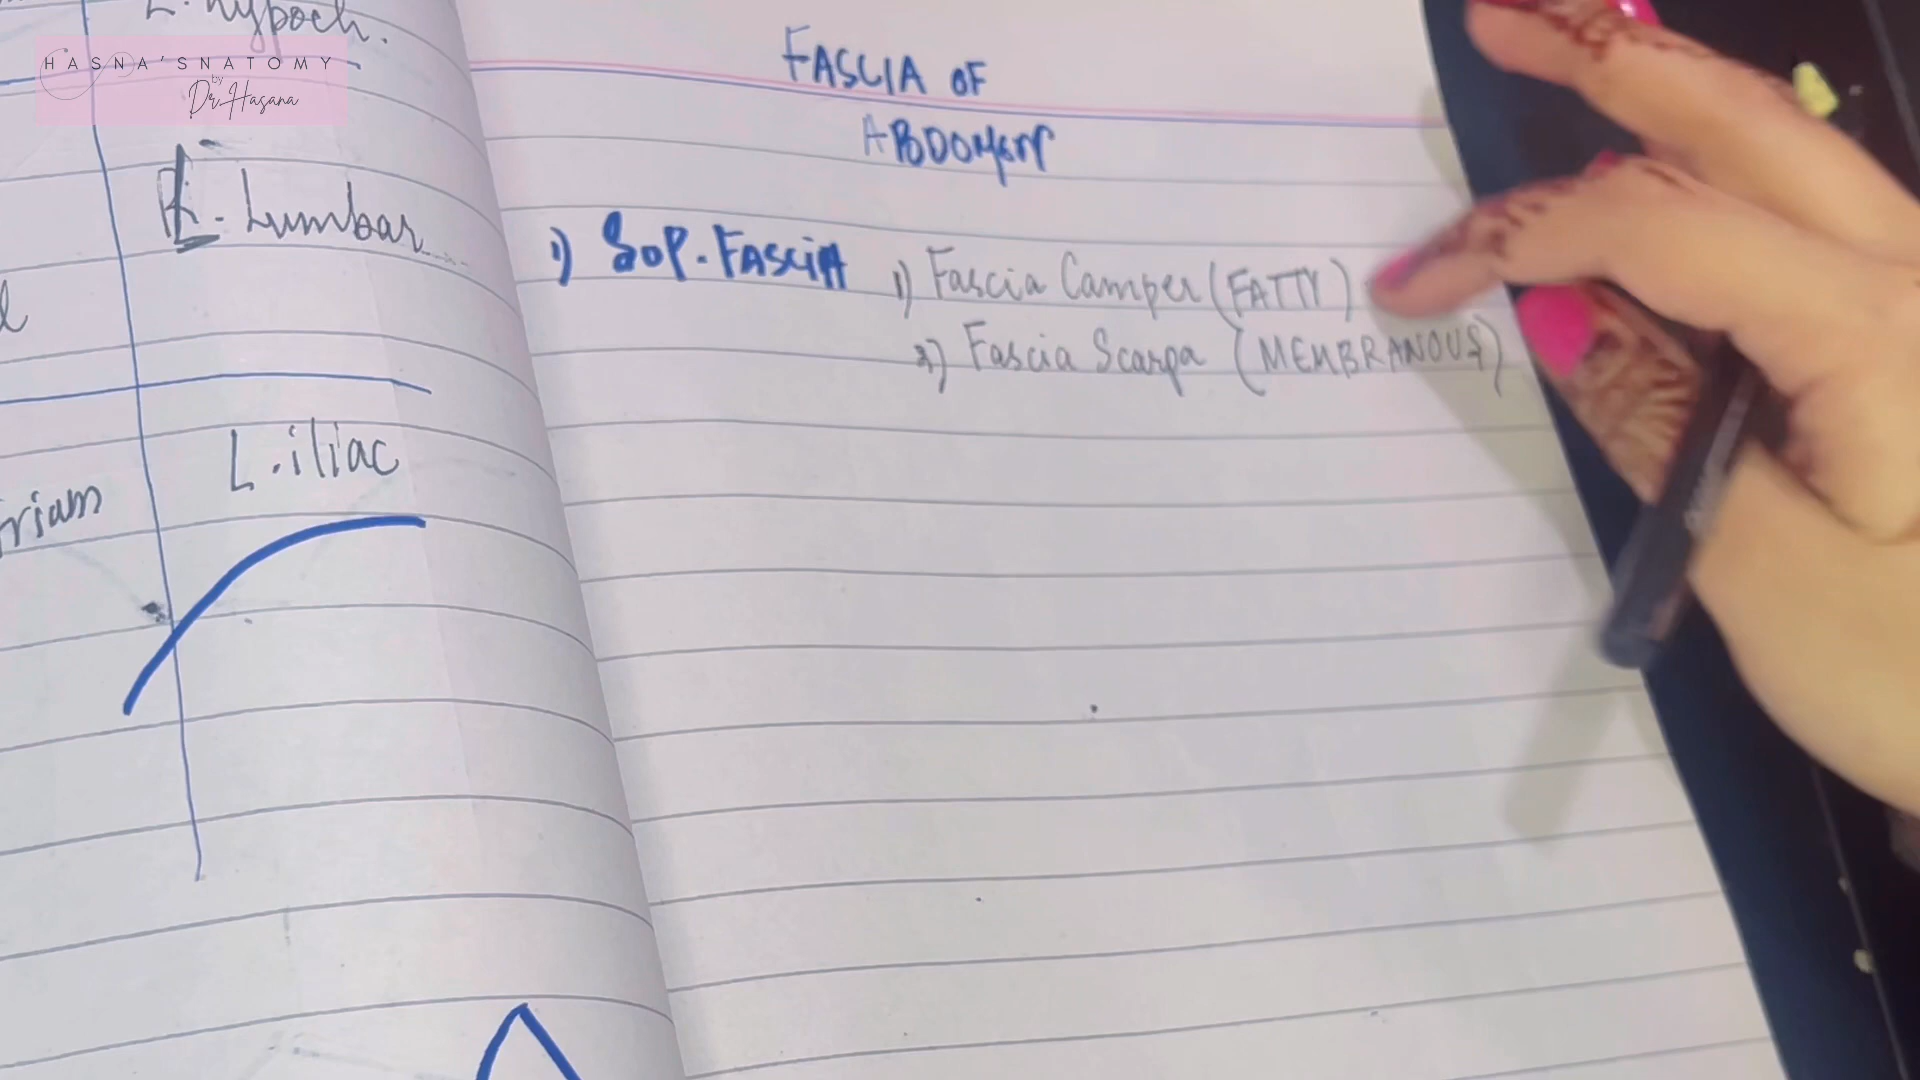 L. hypoch.
HASNA'SNATOMY
by
Dr.Hasana
Lumbar
L. iliac
FASCIA OF
ABDOMEN
1) SUP. FASCIA
1) Fascia Camper (FATTY)
2) Fascia Scarpa (MEMBRANOUS)